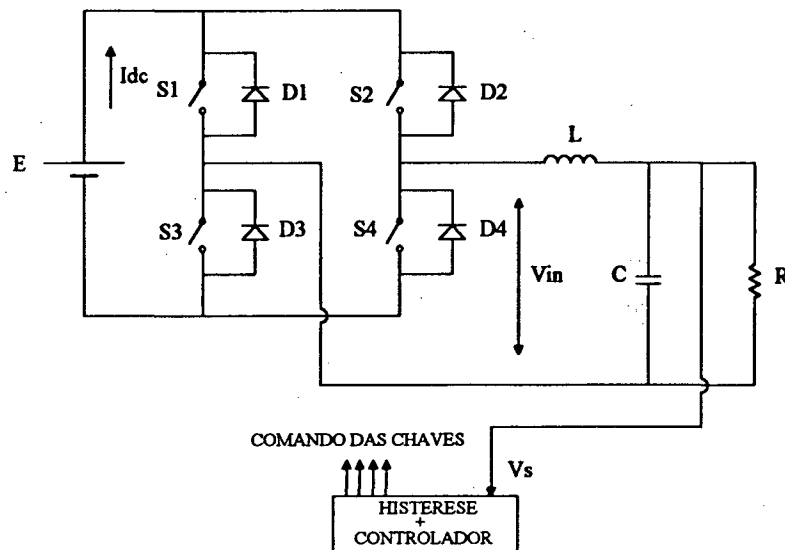 Idc
S1
D1
S2
D2
L
E
S3
D3
S4
D4
Vin
C
R
COMANDO DAS CHAVES
Vs
HISTERESE
+
CONTROLADOR